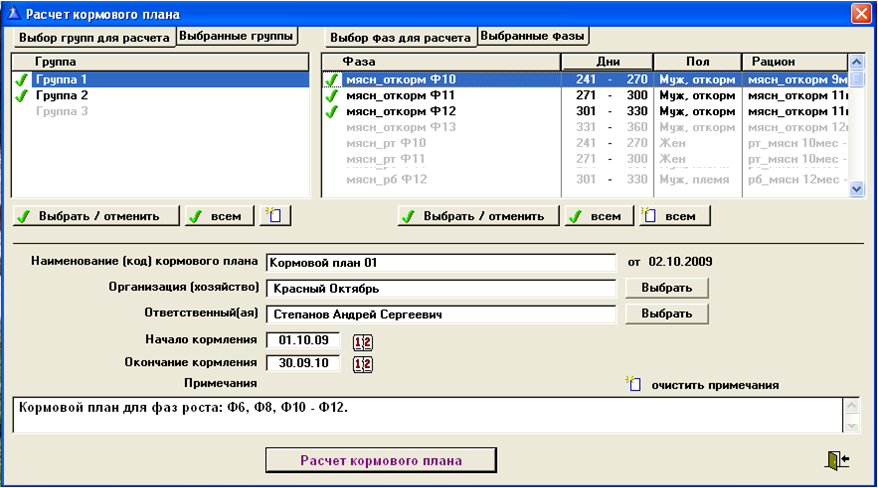 Расчет кормового плана
Выбор групп для расчета Выбранные группы Выбор фаз для расчета Выбранные фазы
Группа Фаза Дни Пол Рацион
Группа 1 мясн_откорм Ф10 241 - 270 Муж, откорм мясн_откорм 9м
Группа 2 мясн_откорм Ф11 271 - 300 Муж, откорм мясн_откорм 11
Группа 3 мясн_откорм Ф12 301 - 330 Муж, откорм мясн_откорм 11
мясн_откорм Ф13 331 - 360 Муж, откорм мясн_откорм 12
мясн_рт Ф10 241 - 270 Жен рт_мясн 10мес -
мясн_рт Ф11 271 - 300 Жен рт_мясн 10мес -
мясн_рб Ф12 301 - 330 Муж, племя рб_мясн 12мес -
Выбрать / отменить всем Выбрать / отменить всем всем
Наименование (код) кормового плана Кормовой план 01 от 02.10.2009
Организация (хозяйство) Красный Октябрь Выбрать
Ответственный(ая) Степанов Андрей Сергеевич Выбрать
Начало кормления 01.10.09 12
Окончание кормления 30.09.10 12
Примечания очистить примечания
Кормовой план для фаз роста: Ф6, Ф8, Ф10 - Ф12.
Расчет кормового плана